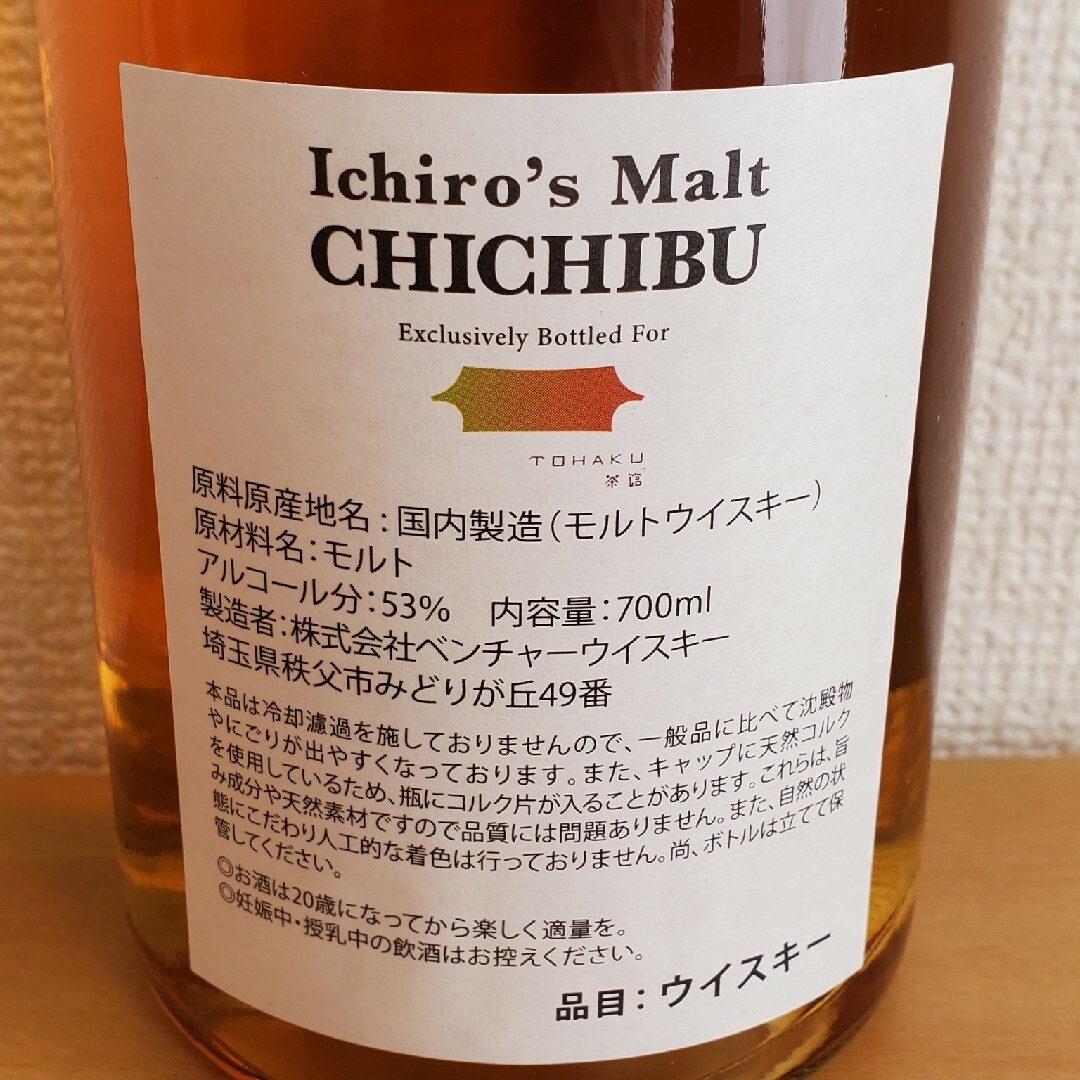 Ichiro's Malt
CHICHIBU
Exclusively Bottled For
TOHAKU
茶譜
原料原産地名：国内製造（モルトウイスキー）
原材料名：モルト
アルコール分：53%　内容量：700ml
製造者：株式会社ベンチャーウイスキー
埼玉県秩父市みどりが丘49番
本品は冷却濾過を施しておりませんので、一般品に比べて沈殿物
やにごりが出やすくなっております。また、キャップに天然コルク
を使用しているため、瓶にコルク片が入ることがあります。これらは、旨
み成分や天然素材ですので品質には問題ありません。また、自然の状
態にこだわり人工的な着色は行っておりません。尚、ボトルは立てて保
管してください。
◎お酒は20歳になってから楽しく適量を。
◎妊娠中・授乳中の飲酒はお控えください。
品目：ウイスキー